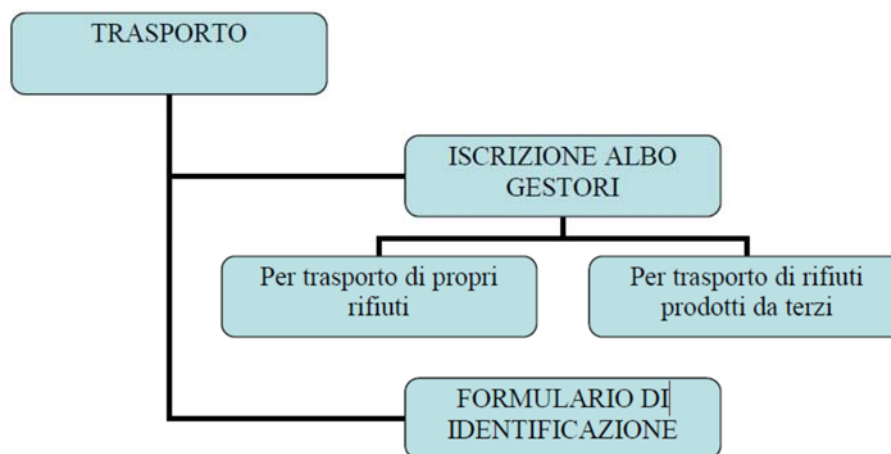 TRASPORTO
ISCRIZIONE ALBO
GESTORI
Per trasporto di propri
rifiuti
Per trasporto di rifiuti
prodotti da terzi
FORMULARIO DI
IDENTIFICAZIONE